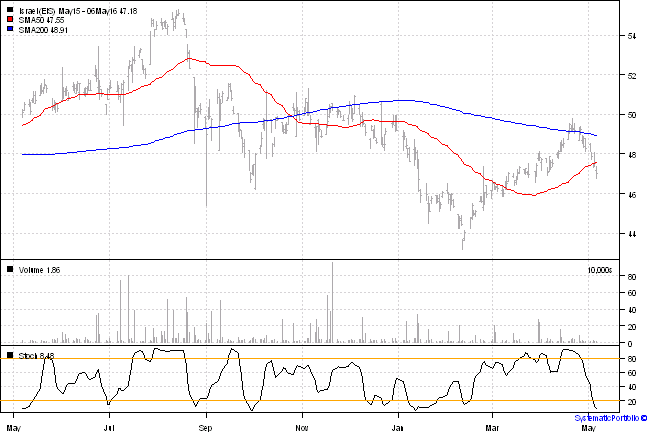 Israel(EIS) May15 - 06May16 47.18
SMA50 47.55
SMA200 48.91
54
52
50
48
46
44
Volume 1.86
10,000s
80
60
40
20
0
Stoch 8.48
80
60
40
20
May Jul Sep Nov Jan Mar May
SystematicPortfolio ©